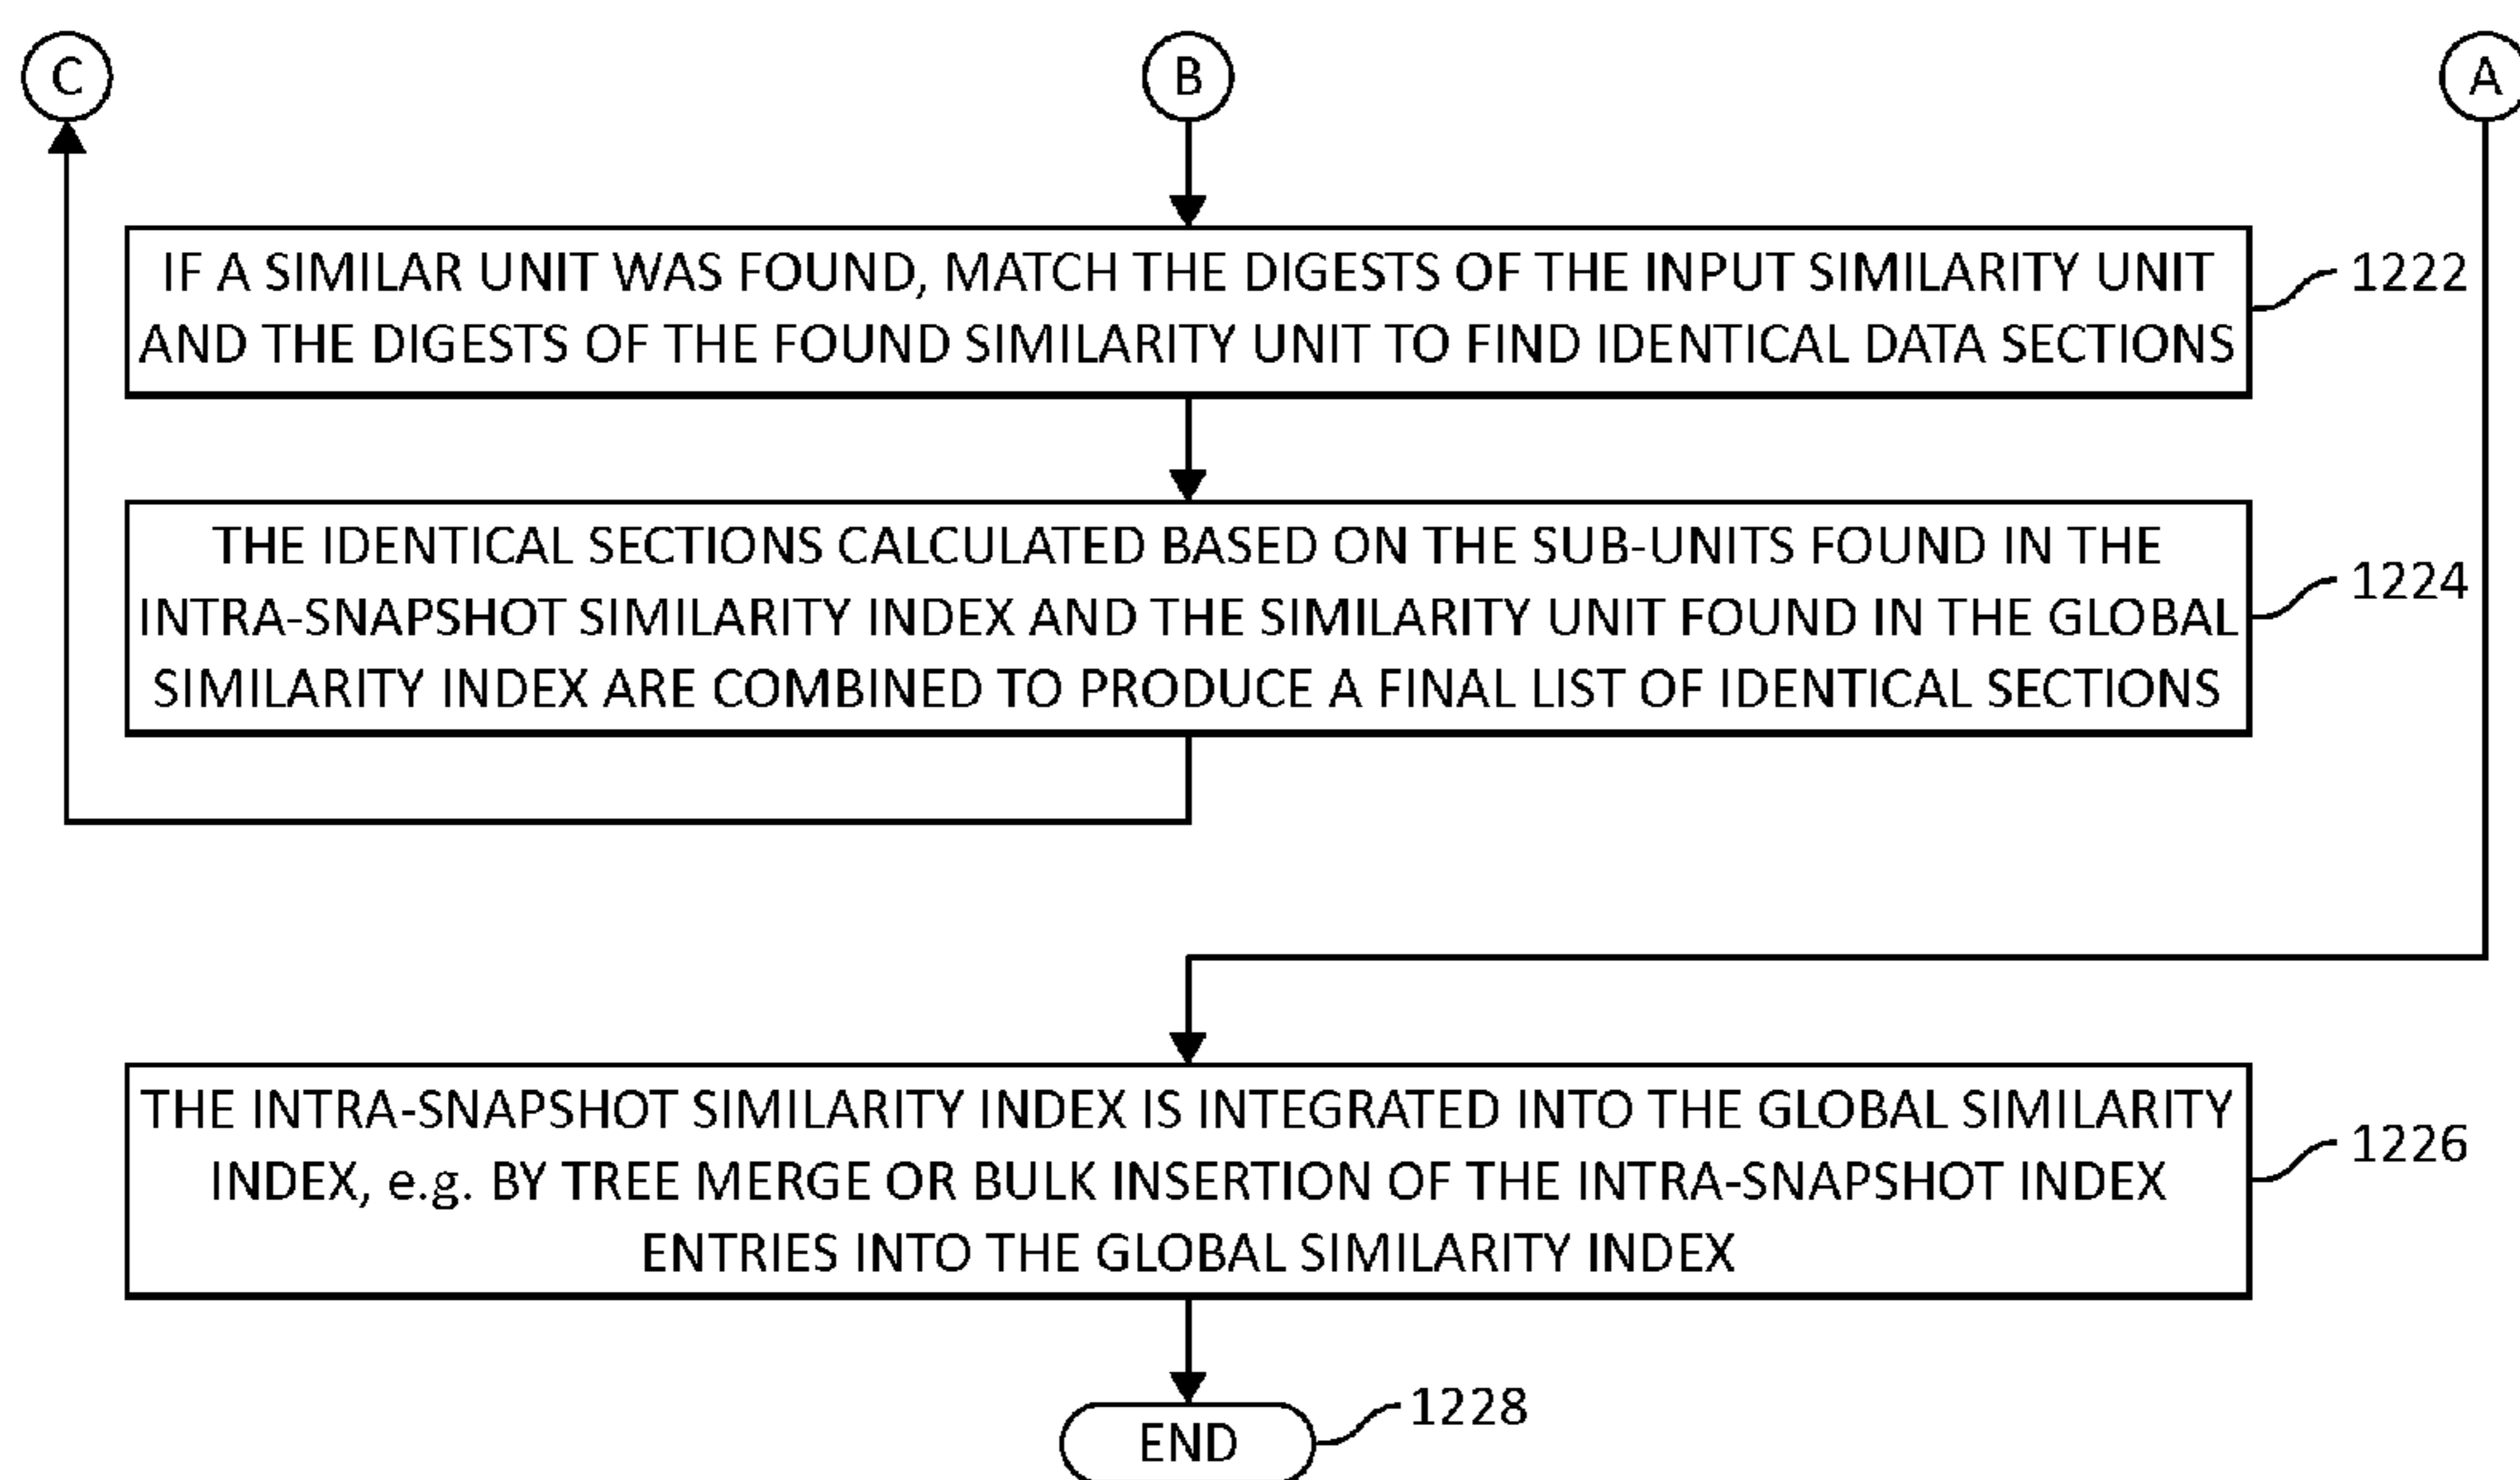 C
B
A
IF A SIMILAR UNIT WAS FOUND, MATCH THE DIGESTS OF THE INPUT SIMILARITY UNIT
AND THE DIGESTS OF THE FOUND SIMILARITY UNIT TO FIND IDENTICAL DATA SECTIONS
1222
THE IDENTICAL SECTIONS CALCULATED BASED ON THE SUB-UNITS FOUND IN THE
INTRA-SNAPSHOT SIMILARITY INDEX AND THE SIMILARITY UNIT FOUND IN THE GLOBAL
SIMILARITY INDEX ARE COMBINED TO PRODUCE A FINAL LIST OF IDENTICAL SECTIONS
1224
THE INTRA-SNAPSHOT SIMILARITY INDEX IS INTEGRATED INTO THE GLOBAL SIMILARITY
INDEX, e.g. BY TREE MERGE OR BULK INSERTION OF THE INTRA-SNAPSHOT INDEX
ENTRIES INTO THE GLOBAL SIMILARITY INDEX
1226
END
1228